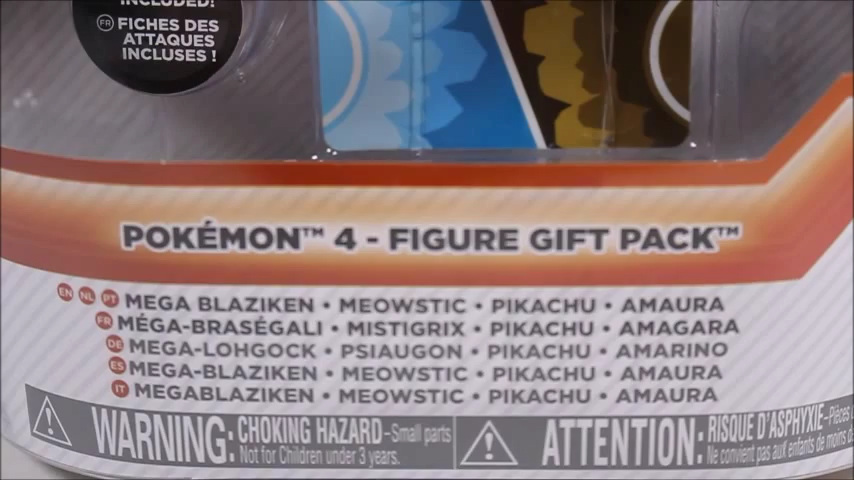 INCLUDED!
FR FICHES DES
ATTAQUES
INCLUSES !
POKÉMON™ 4 - FIGURE GIFT PACK™
EN NL PT MEGA BLAZIKEN • MEOWSTIC • PIKACHU • AMAURA
FR MÉGA-BRASÉGALI • MISTIGRIX • PIKACHU • AMAGARA
DE MEGA-LOHGOCK • PSIAUGON • PIKACHU • AMARINO
ES MEGA-BLAZIKEN • MEOWSTIC • PIKACHU • AMAURA
IT MEGABLAZIKEN • MEOWSTIC • PIKACHU • AMAURA
WARNING: CHOKING HAZARD-Small parts
Not for Children under 3 years.
ATTENTION: RISQUE D'ASPHYXIE-Pièces
Ne convient pas aux enfants de moins de